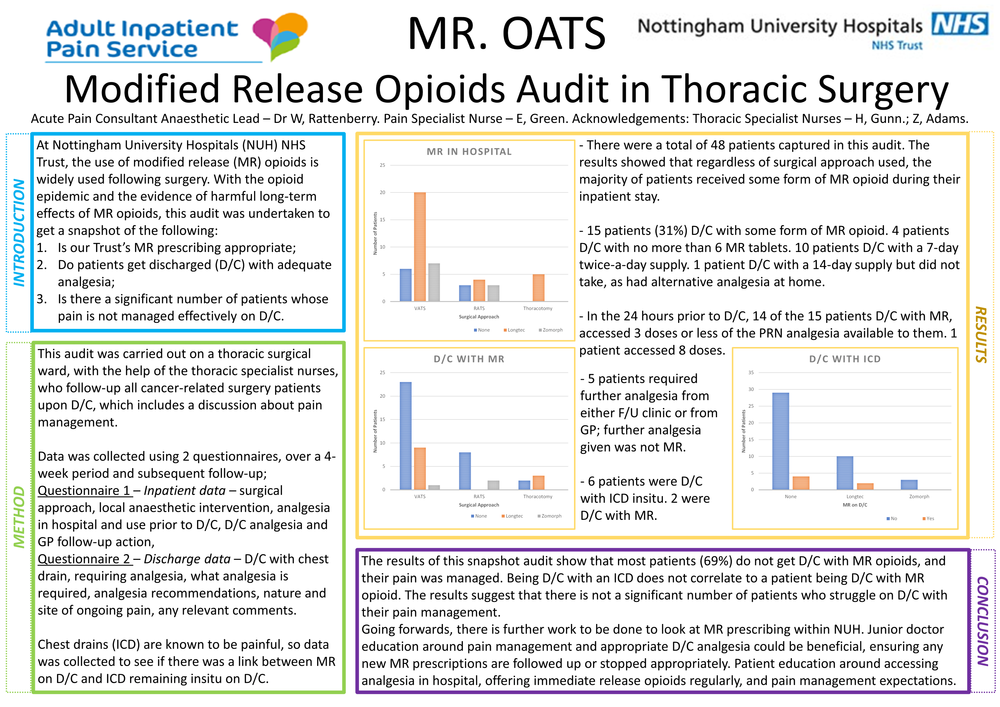 Adult Inpatient
Pain Service
MR. OATS
Nottingham University Hospitals NHS
NHS Trust
Modified Release Opioids Audit in Thoracic Surgery
Acute Pain Consultant Anaesthetic Lead – Dr W, Rattenberry. Pain Specialist Nurse – E, Green. Acknowledgements: Thoracic Specialist Nurses – H, Gunn.; Z, Adams.
INTRODUCTION
At Nottingham University Hospitals (NUH) NHS
Trust, the use of modified release (MR) opioids is
widely used following surgery. With the opioid
epidemic and the evidence of harmful long-term
effects of MR opioids, this audit was undertaken to
get a snapshot of the following:
1. Is our Trust’s MR prescribing appropriate;
2. Do patients get discharged (D/C) with adequate
analgesia;
3. Is there a significant number of patients whose
pain is not managed effectively on D/C.
METHOD
This audit was carried out on a thoracic surgical
ward, with the help of the thoracic specialist nurses,
who follow-up all cancer-related surgery patients
upon D/C, which includes a discussion about pain
management.
Data was collected using 2 questionnaires, over a 4-
week period and subsequent follow-up;
Questionnaire 1 – Inpatient data – surgical
approach, local anaesthetic intervention, analgesia
in hospital and use prior to D/C, D/C analgesia and
GP follow-up action,
Questionnaire 2 – Discharge data – D/C with chest
drain, requiring analgesia, what analgesia is
required, analgesia recommendations, nature and
site of ongoing pain, any relevant comments.
Chest drains (ICD) are known to be painful, so data
was collected to see if there was a link between MR
on D/C and ICD remaining insitu on D/C.
RESULTS
MR IN HOSPITAL
Number of Patients
25
20
15
10
5
0
VATS RATS Thoracotomy
Surgical Approach
None Longtec Zomorph
- There were a total of 48 patients captured in this audit. The
results showed that regardless of surgical approach used, the
majority of patients received some form of MR opioid during their
inpatient stay.
- 15 patients (31%) D/C with some form of MR opioid. 4 patients
D/C with no more than 6 MR tablets. 10 patients D/C with a 7-day
twice-a-day supply. 1 patient D/C with a 14-day supply but did not
take, as had alternative analgesia at home.
- In the 24 hours prior to D/C, 14 of the 15 patients D/C with MR,
accessed 3 doses or less of the PRN analgesia available to them. 1
patient accessed 8 doses.
D/C WITH MR
Number of Patients
25
20
15
10
5
0
VATS RATS Thoracotomy
Surgical Approach
None Longtec Zomorph
- 5 patients required
further analgesia from
either F/U clinic or from
GP; further analgesia
given was not MR.
- 6 patients were D/C
with ICD insitu. 2 were
D/C with MR.
D/C WITH ICD
Number of Patients
35
30
25
20
15
10
5
0
None Longtec Zomorph
MR on D/C
No Yes
CONCLUSION
The results of this snapshot audit show that most patients (69%) do not get D/C with MR opioids, and
their pain was managed. Being D/C with an ICD does not correlate to a patient being D/C with MR
opioid. The results suggest that there is not a significant number of patients who struggle on D/C with
their pain management.
Going forwards, there is further work to be done to look at MR prescribing within NUH. Junior doctor
education around pain management and appropriate D/C analgesia could be beneficial, ensuring any
new MR prescriptions are followed up or stopped appropriately. Patient education around accessing
analgesia in hospital, offering immediate release opioids regularly, and pain management expectations.